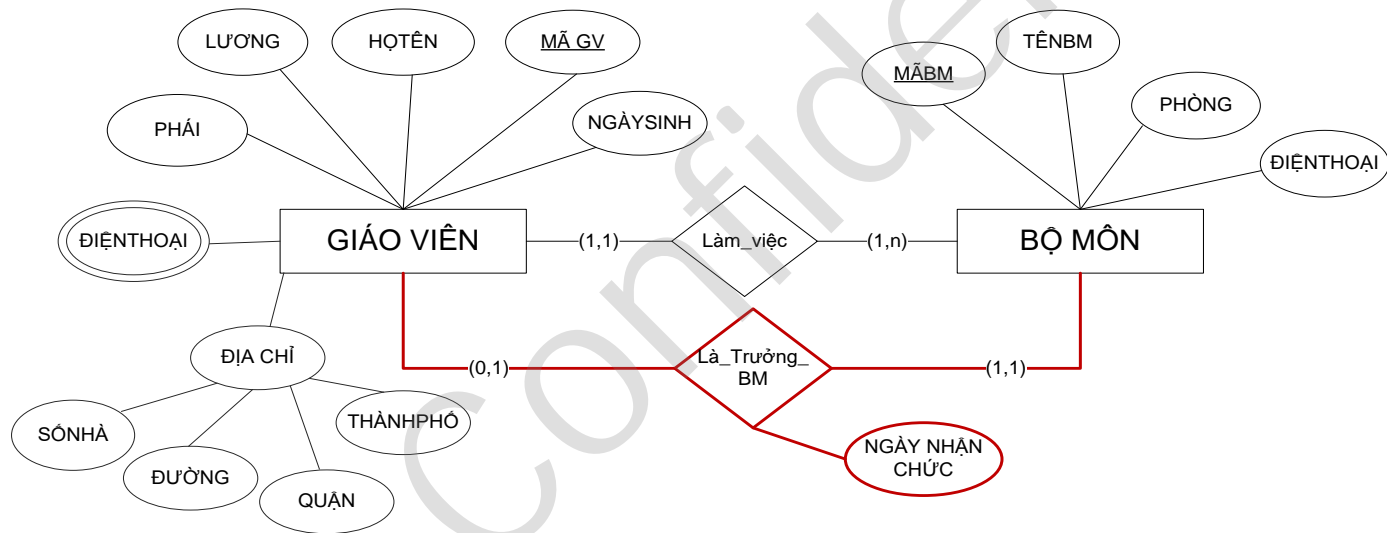 LƯƠNG
HỌTÊN
MÃ GV
TÊNBM
MÃBM
PHÁI
NGÀYSINH
PHÒNG
ĐIỆNTHOẠI
ĐIỆNTHOẠI
GIÁO VIÊN
(1,1)
Làm_việc
(1,n)
BỘ MÔN
ĐỊA CHỈ
(0,1)
Là_Trưởng_
BM
(1,1)
SỐNHÀ
THÀNHPHỐ
NGÀY NHẬN
CHỨC
ĐƯỜNG
QUẬN
Confiden